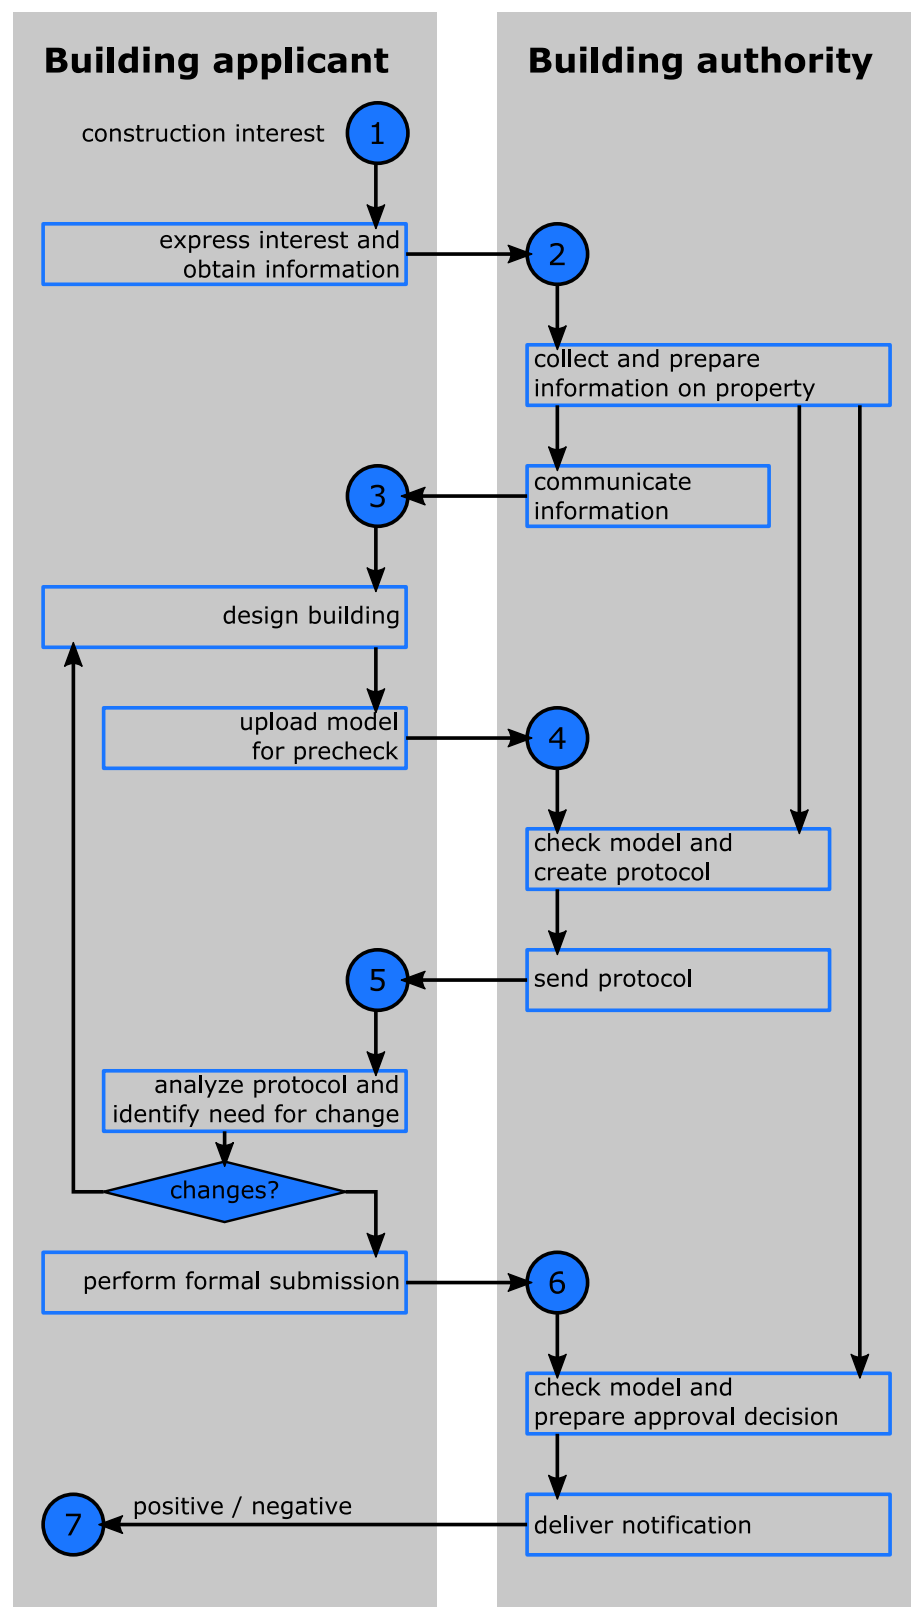 Building applicant
Building authority
construction interest
1
express interest and
obtain information
2
collect and prepare
information on property
communicate
information
3
design building
upload model
for precheck
4
check model and
create protocol
send protocol
5
analyze protocol and
identify need for change
changes?
perform formal submission
6
check model and
prepare approval decision
deliver notification
positive / negative
7